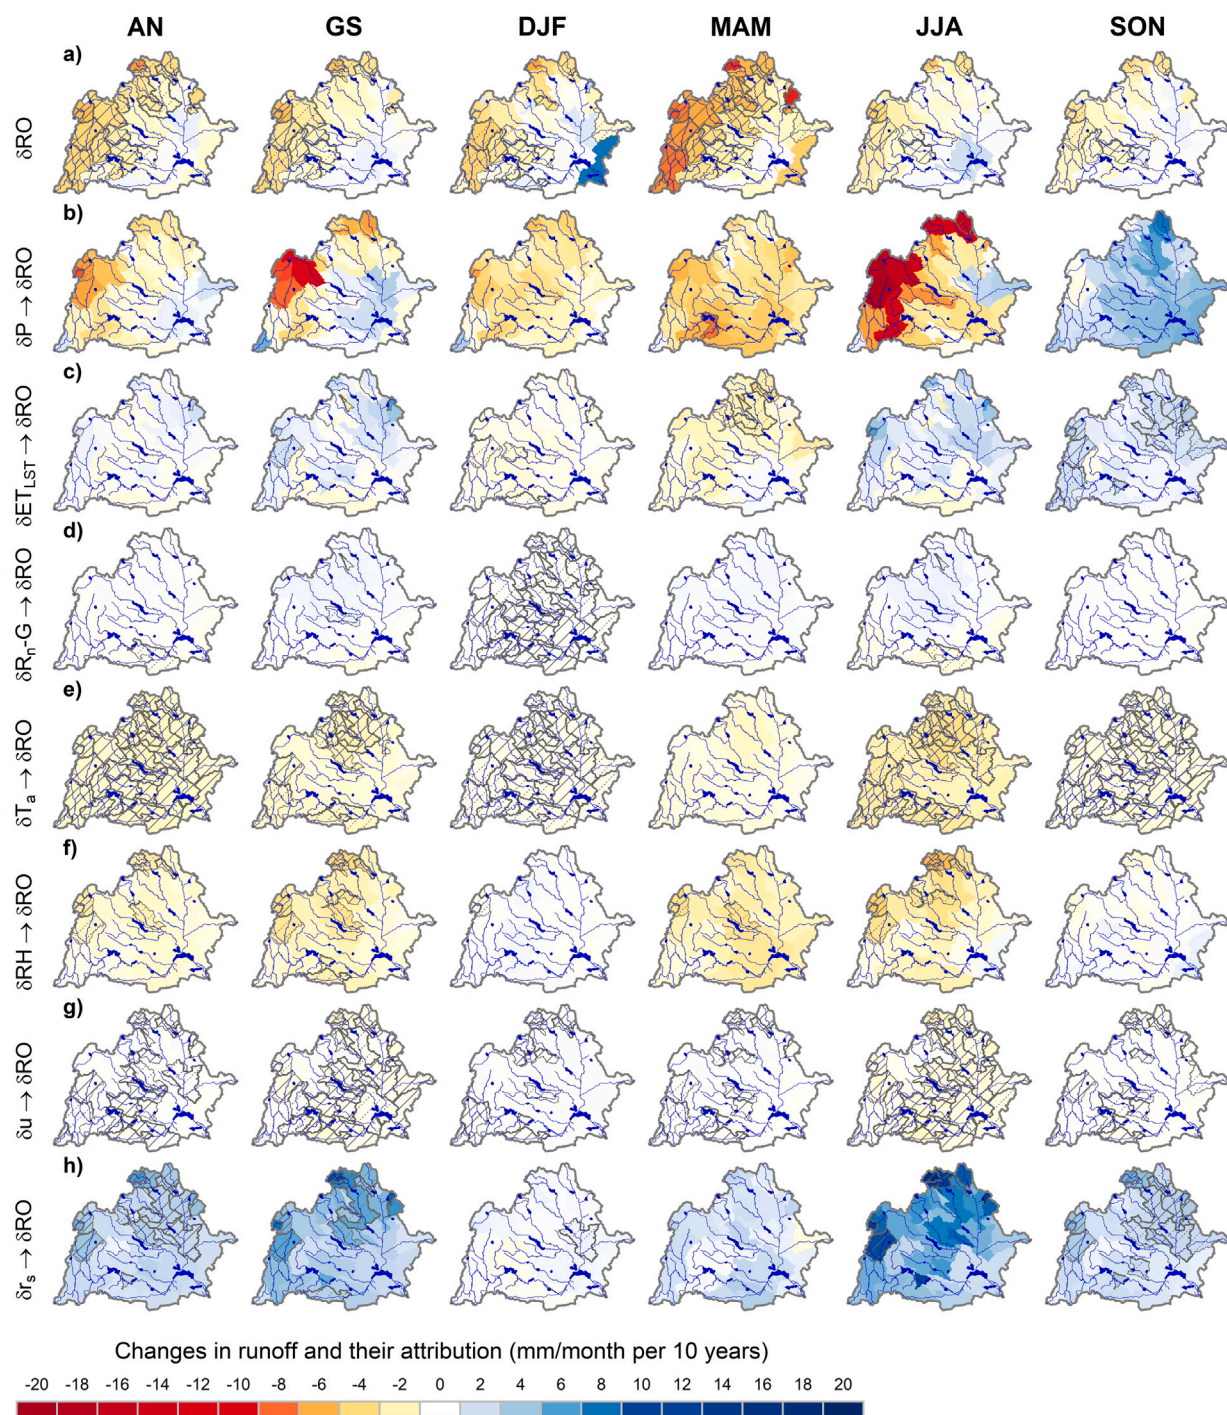 AN GS DJF MAM JJA SON
a)
δRO
b)
δP → δRO
c)
δET_LST → δRO
d)
δR_n-G → δRO
e)
δT_a → δRO
f)
δRH → δRO
g)
δu → δRO
h)
δr_s → δRO
Changes in runoff and their attribution (mm/month per 10 years)
-20 -18 -16 -14 -12 -10 -8 -6 -4 -2 0 2 4 6 8 10 12 14 16 18 20